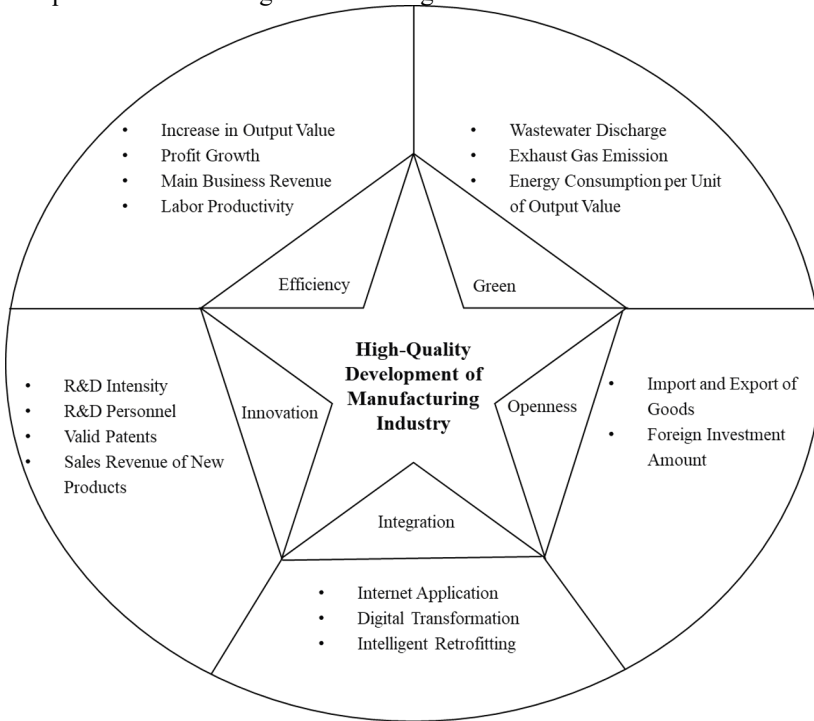 • Increase in Output Value
• Profit Growth
• Main Business Revenue
• Labor Productivity
• Wastewater Discharge
• Exhaust Gas Emission
• Energy Consumption per Unit
of Output Value
Efficiency
Green
High-Quality
Development of
Manufacturing
Industry
• R&D Intensity
• R&D Personnel
• Valid Patents
• Sales Revenue of New
Products
Innovation
Openness
• Import and Export of
Goods
• Foreign Investment
Amount
Integration
• Internet Application
• Digital Transformation
• Intelligent Retrofitting